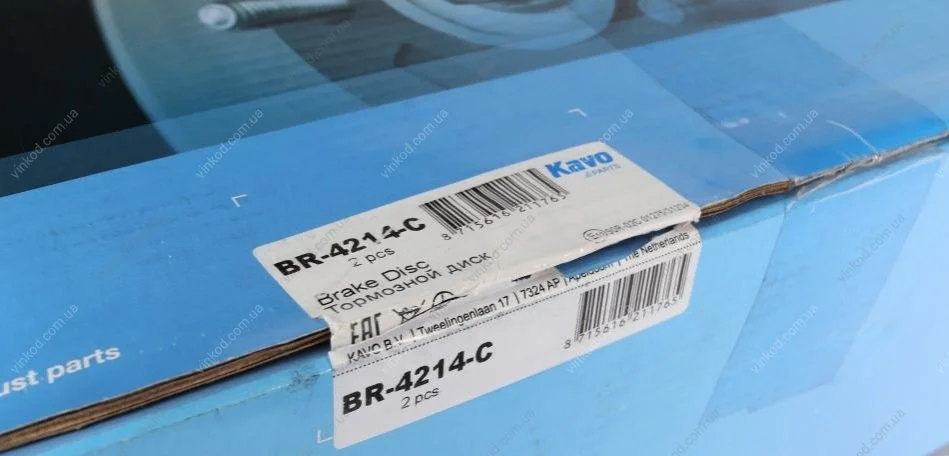 Kavo
PARTS
BR-4214-C
2 pcs
8 715616 211765
Brake Disc
Тормозной диск
EAC
KAVO B.V. | Tweelingenlaan 17 | 7324 AP | Apeldoorn | The Netherlands
BR-4214-C
2 pcs
8 715616 211765
ust parts
vinkod.com.ua